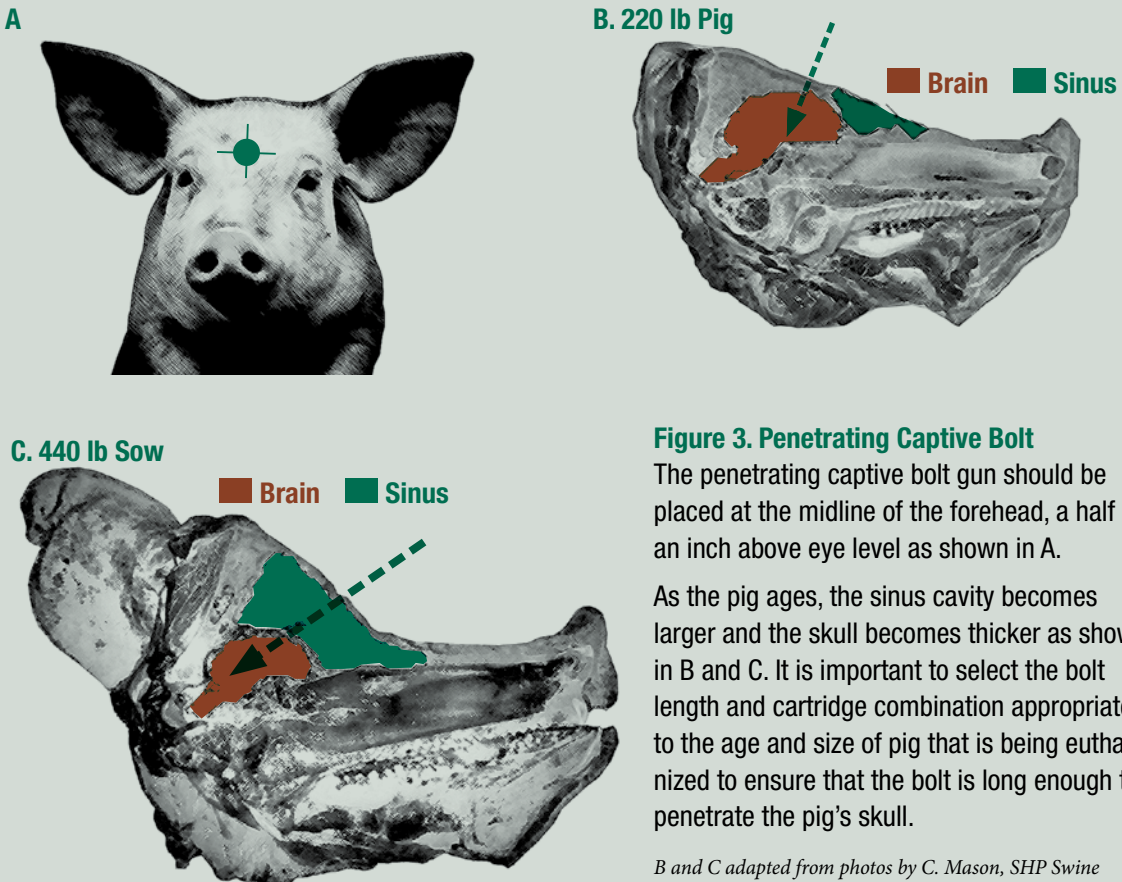 A
B. 220 lb Pig
Brain
Sinus
C. 440 lb Sow
Brain
Sinus
Figure 3. Penetrating Captive Bolt
The penetrating captive bolt gun should be
placed at the midline of the forehead, a half
an inch above eye level as shown in A.
As the pig ages, the sinus cavity becomes
larger and the skull becomes thicker as
in B and C. It is important to select the bolt
length and cartridge combination
to the age and size of pig that is being eutha-
nized to ensure that the bolt is long enough
penetrate the pig's skull.
B and C adapted from photos by C. Mason, SHP Swine